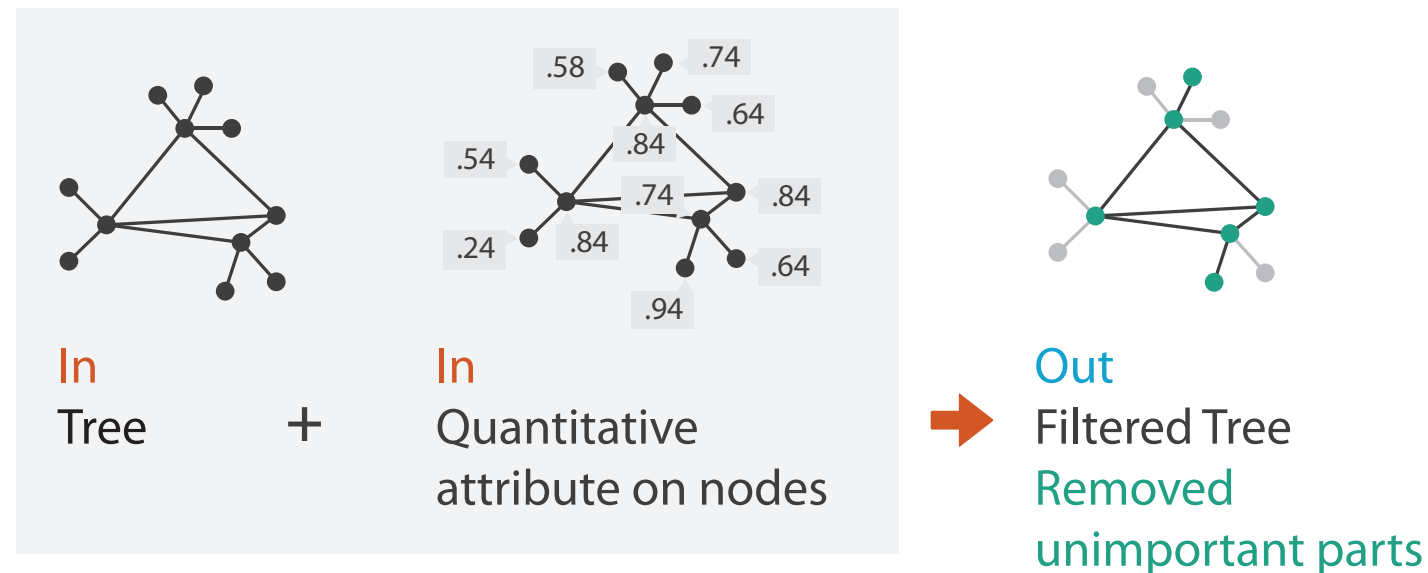 .58
.74
.64
.84
.54
.74
.84
.24
.84
.64
.94
In
Tree
+
In
Quantitative
attribute on nodes
Out
Filtered Tree
Removed
unimportant parts